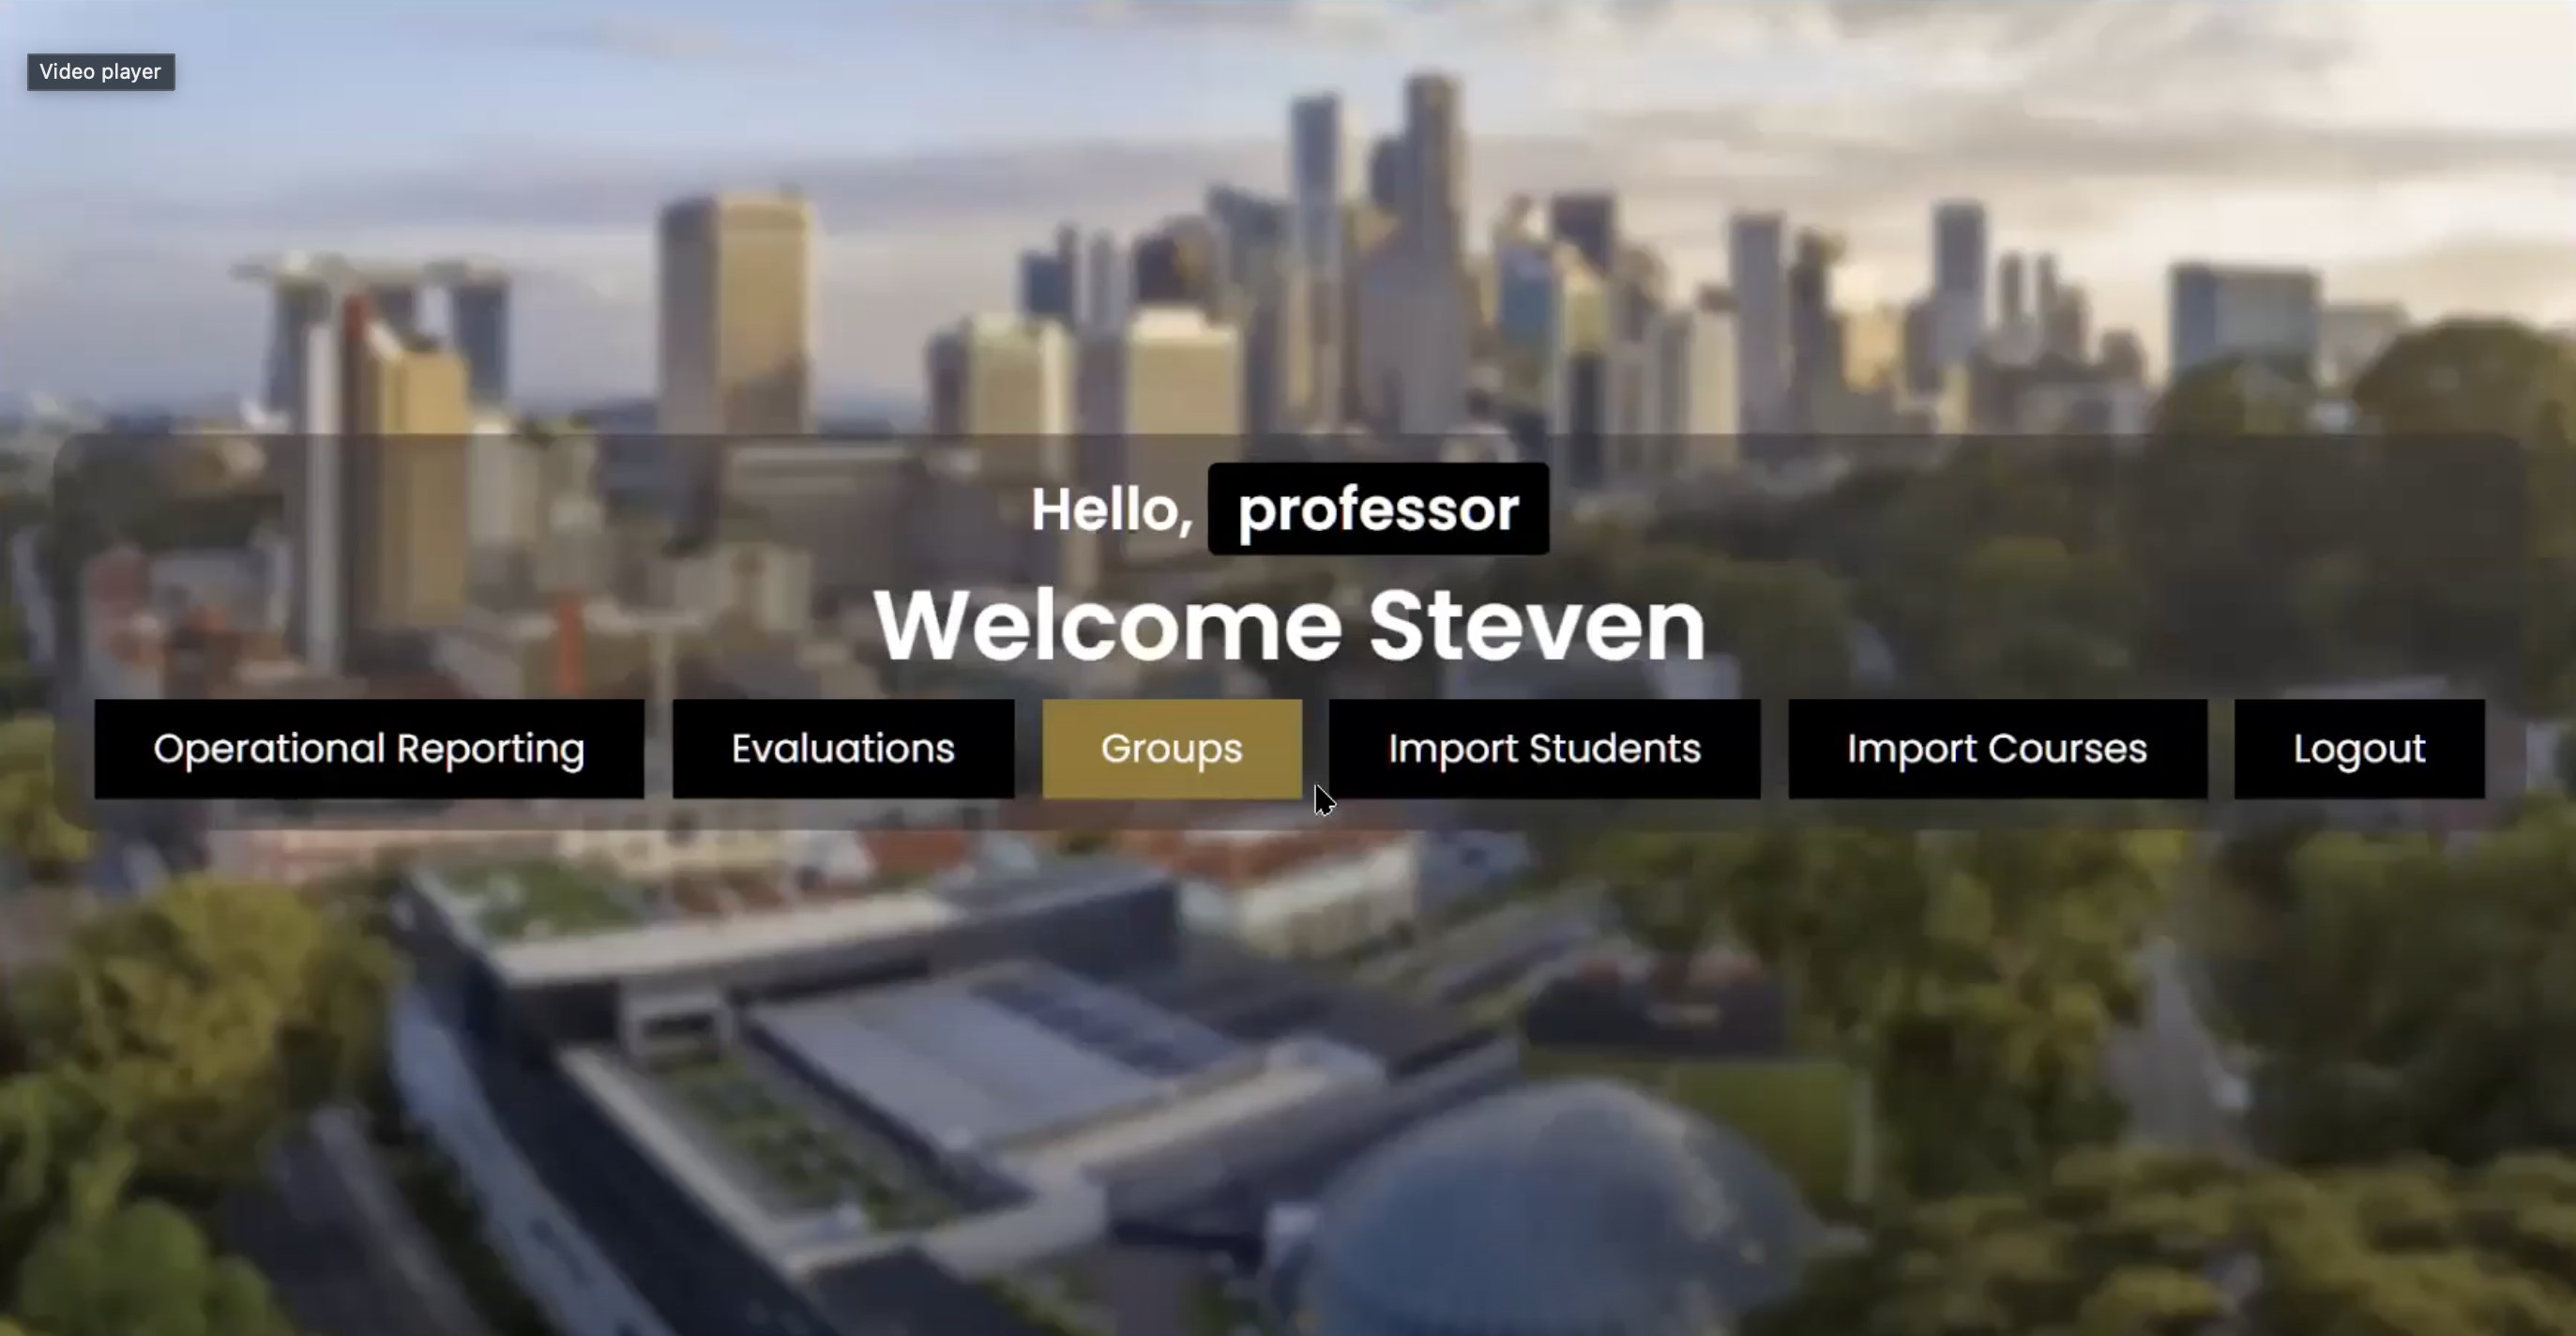 Video player
Hello, professor
Welcome Steven
Operational Reporting Evaluations Groups Import Students Import Courses Logout